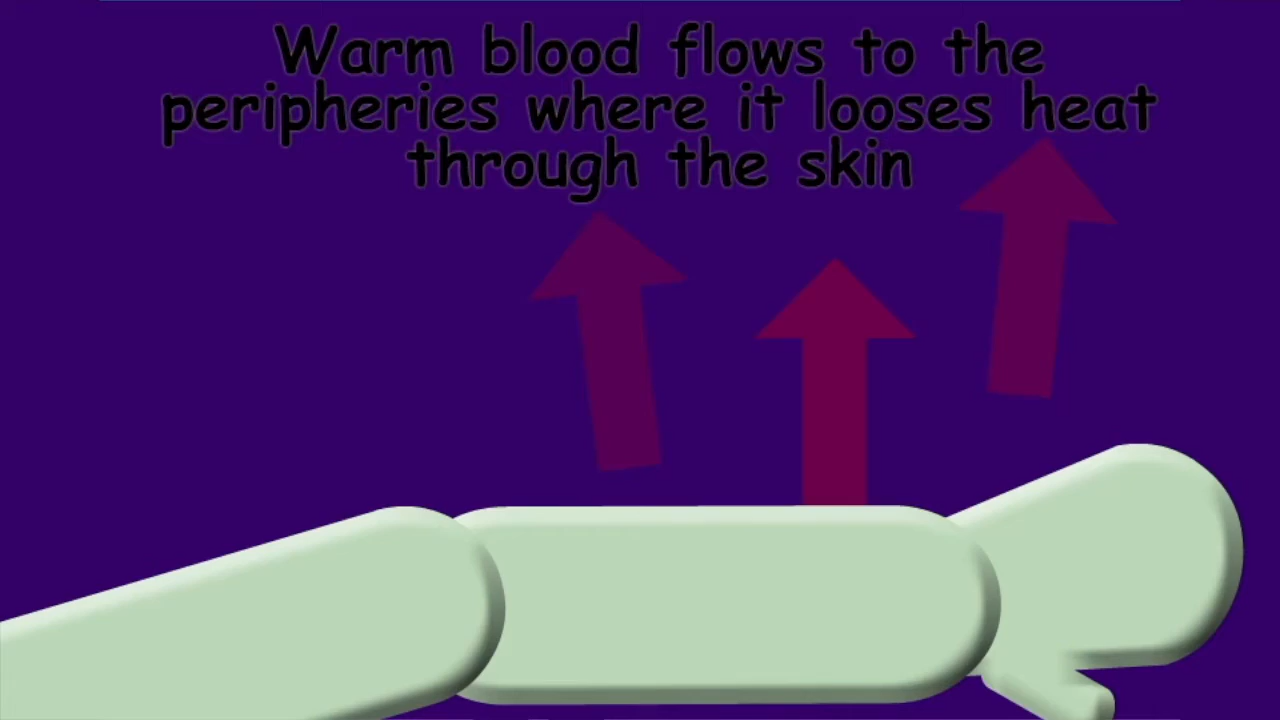 Warm blood flows to the
peripheries where it looses heat
through the skin